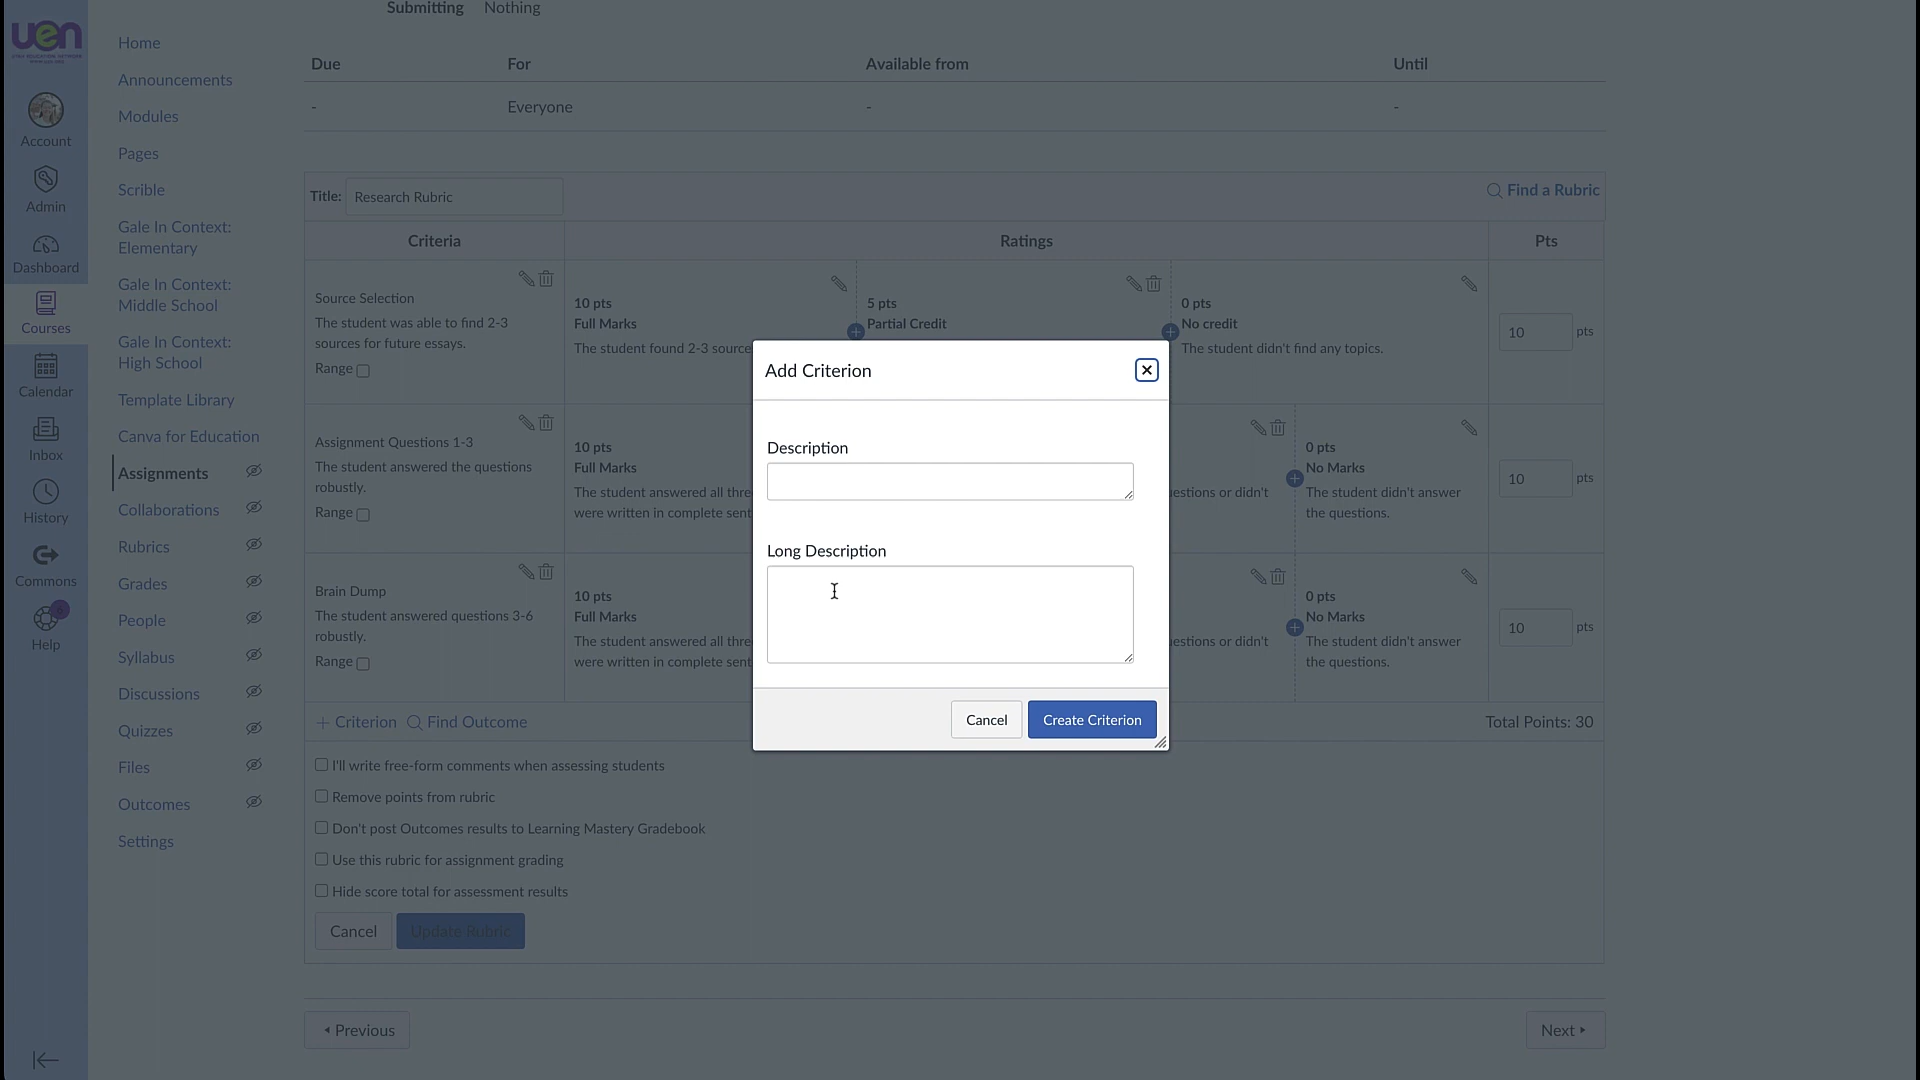 Submitting Nothing
uen
Home
Announcements
Modules
Pages
Scrible
Gale In Context:
Elementary
Gale In Context:
Middle School
Gale In Context:
High School
Template Library
Canva for Education
Assignments
Collaborations
Rubrics
Grades
People
Syllabus
Discussions
Quizzes
Files
Outcomes
Settings
Account
Admin
Dashboard
Courses
Calendar
Inbox
History
Commons
6
Help
Due For Available from Until
- Everyone - -
Title: Research Rubric Find a Rubric
Criteria Ratings Pts
Source Selection
The student was able to find 2-3
sources for future essays.
Range
10 pts
Full Marks
The student found 2-3 source
5 pts
Partial Credit
0 pts
No credit
The student didn't find any topics.
10 pts
Assignment Questions 1-3
The student answered the questions
robustly.
Range
10 pts
Full Marks
The student answered all thre
were written in complete sent
estions or didn't
0 pts
No Marks
The student didn't answer
the questions.
10 pts
Brain Dump
The student answered questions 3-6
robustly.
Range
10 pts
Full Marks
The student answered all thre
were written in complete sent
estions or didn't
0 pts
No Marks
The student didn't answer
the questions.
10 pts
+ Criterion Find Outcome Total Points: 30
I'll write free-form comments when assessing students
Remove points from rubric
Don't post Outcomes results to Learning Mastery Gradebook
Use this rubric for assignment grading
Hide score total for assessment results
Cancel Update Rubric
Previous Next
Add Criterion
Description
Long Description
Cancel Create Criterion